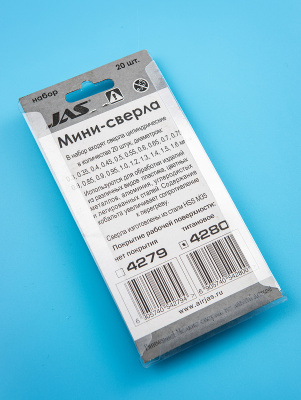 набор
20 шт.
JAS
Мини-сверла
В набор входят сверла цилиндрические
в количестве 20 штук, диаметром:
0.35, 0.4, 0.45, 0.5, 0.55, 0.6, 0.65, 0.7, 0.75
0.85, 0.9, 0.95, 1.0, 1.2, 1.3, 1.4, 1.5, 1.6 мм
Используются для обработки изделий
из различных видов пластика, цветных
металлов, алюминия, углеродистых
и легированных сталей. Содержание
кобальта увеличивает сопротивление
к перегреву.
Сверла изготовлены из стали HSS M35
Покрытие рабочей поверхности:
нет покрытия
титановое
4279
4280
www.airjas.ru